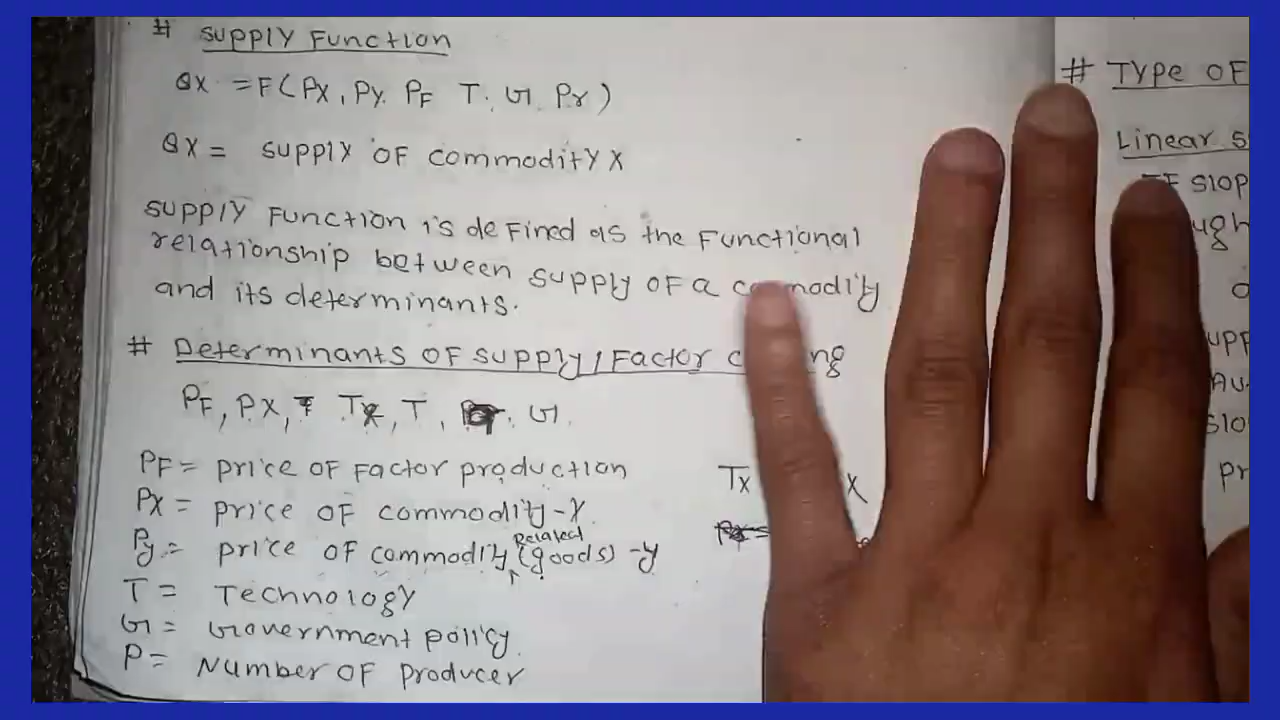 # SUPPLY FUNCTION
QX = F(PX, PY, PF T, G, Pr)
QX = SUPPLY OF COMMODITY X
SUPPLY FUNCTION is defined as the Functional
relationship between supply OF a commodity
and its determinants.
# Determinants OF supply / Factor
PF, PX, T Tx, T, G.
PF = price OF Factor production
PX = price OF commodity-X
Related
Py = price OF commodity (goods) -y
T = Technology
G = Government policy.
P = Number OF producer
Tx X
# TYPE OF
Linear S
IF slop
ugh